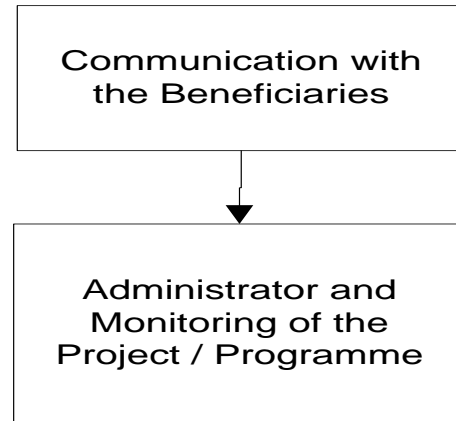 Communication with
the Beneficiaries
Administrator and
Monitoring of the
Project / Programme